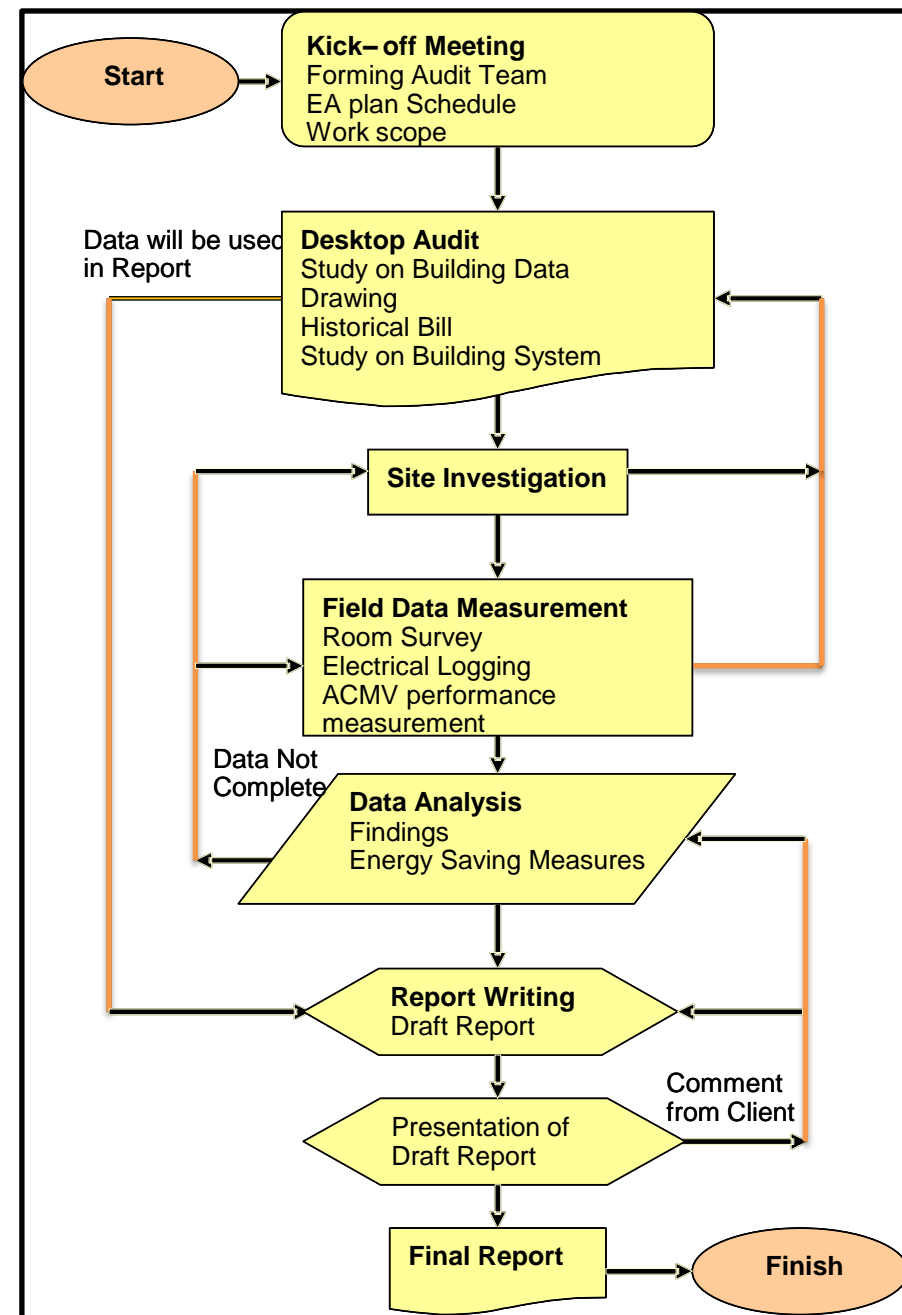 Start
Kick–off Meeting
Forming Audit Team
EA plan Schedule
Work scope
Data will be used
in Report
Desktop Audit
Study on Building Data
Drawing
Historical Bill
Study on Building System
Site Investigation
Field Data Measurement
Room Survey
Electrical Logging
ACMV performance
measurement
Data Not
Complete
Data Analysis
Findings
Energy Saving Measures
Report Writing
Draft Report
Comment
from Client
Presentation of
Draft Report
Final Report
Finish